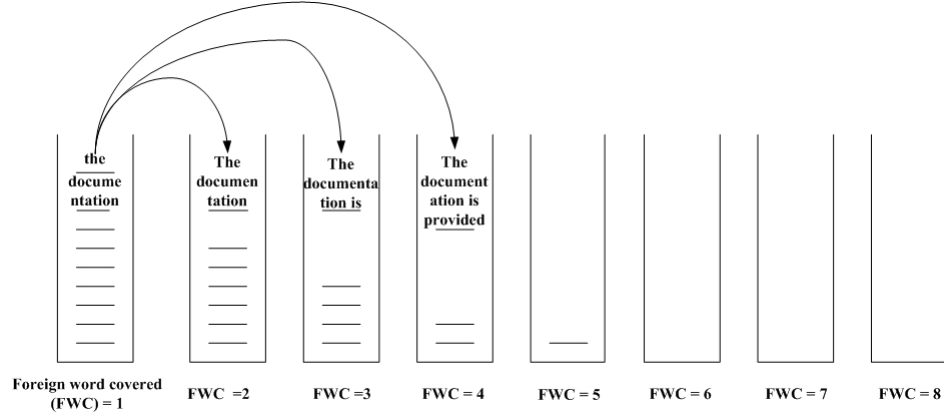 the
docume
ntation
The
documen
tation
The
documenta
tion is
The
document
ation is
provided
Foreign word covered
(FWC) = 1
FWC =2
FWC =3
FWC = 4
FWC = 5
FWC = 6
FWC = 7
FWC = 8